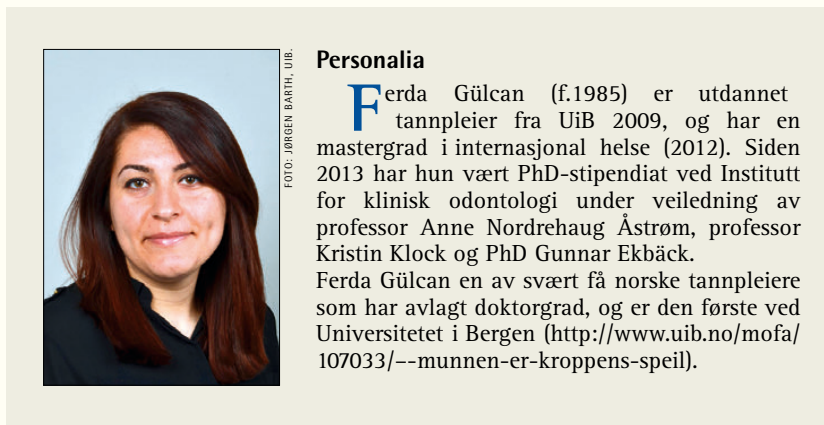 FOTO: JØRGEN BARTH, UIB.
Personalia
Ferda Gülcan (f.1985) er utdannet
tannpleier fra UiB 2009, og har en
mastergrad i internasjonal helse (2012). Siden
2013 har hun vært PhD-stipendiat ved Institutt
for klinisk odontologi under veiledning av
professor Anne Nordrehaug Åstrøm, professor
Kristin Klock og PhD Gunnar Ekbäck.
Ferda Gülcan en av svært få norske tannpleiere
som har avlagt doktorgrad, og er den første ved
Universitetet i Bergen (http://www.uib.no/mofa/
107033/--munnen-er-kroppens-speil).